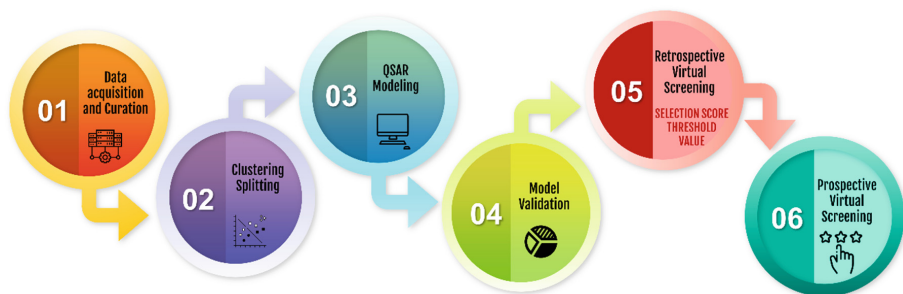 01
Data
acquisition
and Curation
02
Clustering
Splitting
03
QSAR
Modeling
04
Model
Validation
05
Retrospective
Virtual
Screening
SELECTION SCORE
THRESHOLD
VALUE
06
Prospective
Virtual
Screening